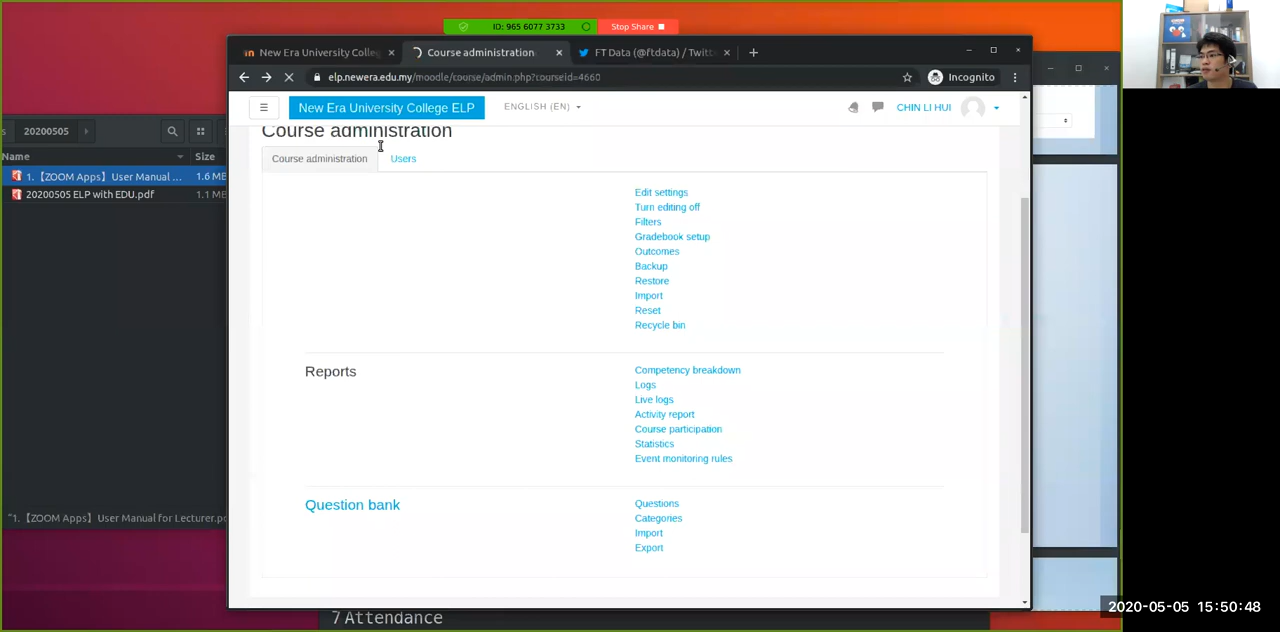 ID: 965 6077 3733
Stop Share
New Era University Colle
Course administration
FT Data (@ftdata) / Twitt
elp.newera.edu.my/moodle/course/admin.php?courseid=4660
Incognito
New Era University College ELP
ENGLISH (EN)
CHIN LI HUI
20200505
Name
Size
1.【ZOOM Apps】User Manual ...
1.6 MB
20200505 ELP with EDU.pdf
1.1 MB
Course administration
Course administration
Users
Edit settings
Turn editing off
Filters
Gradebook setup
Outcomes
Backup
Restore
Import
Reset
Recycle bin
Reports
Competency breakdown
Logs
Live logs
Activity report
Course participation
Statistics
Event monitoring rules
Question bank
Questions
Categories
Import
Export
"1.【ZOOM Apps】User Manual for Lecturer.pd
7 Attendance
2020-05-05 15:50:48